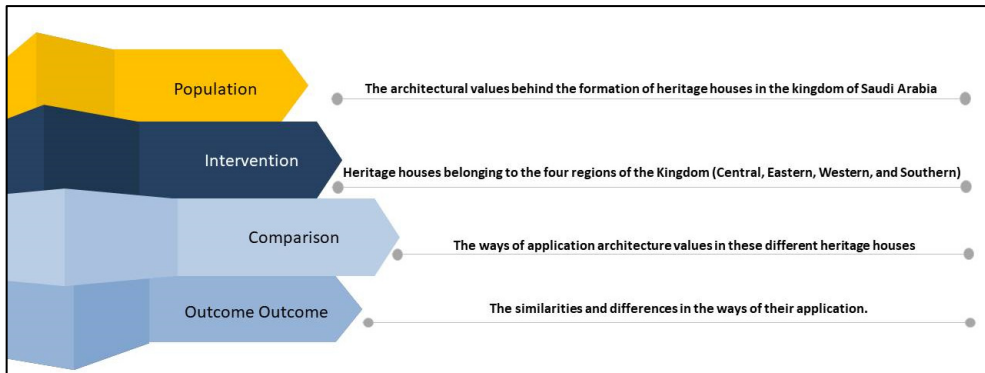 Population
The architectural values behind the formation of heritage houses in the kingdom of Saudi Arabia
Intervention
Heritage houses belonging to the four regions of the Kingdom (Central, Eastern, Western, and Southern)
Comparison
The ways of application architecture values in these different heritage houses
Outcome Outcome
The similarities and differences in the ways of their application.